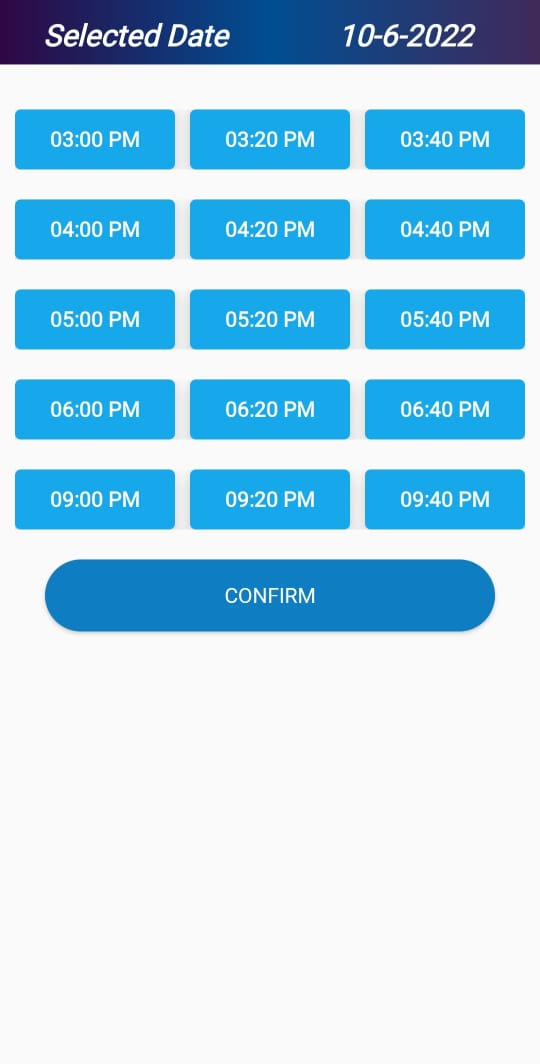 Selected Date 10-6-2022
03:00 PM 03:20 PM 03:40 PM
04:00 PM 04:20 PM 04:40 PM
05:00 PM 05:20 PM 05:40 PM
06:00 PM 06:20 PM 06:40 PM
09:00 PM 09:20 PM 09:40 PM
CONFIRM